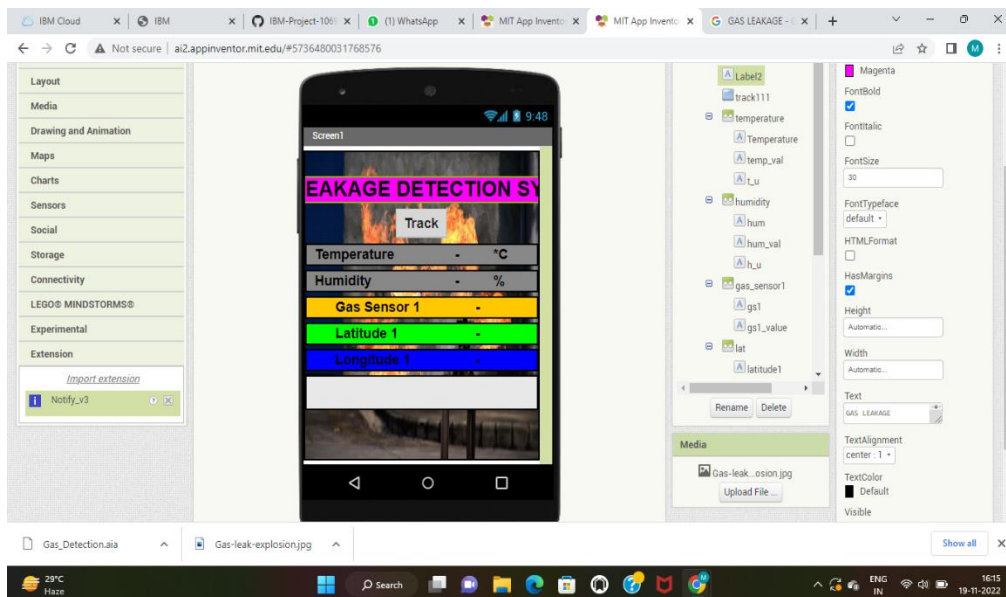 IBM Cloud
IBM
IBM-Project-1069
(1) WhatsApp
MIT App Invento
MIT App Invento
GAS LEAKAGE -
Not secure | ai2.appinventor.mit.edu/#5736480031768576
M
Layout
Media
Drawing and Animation
Maps
Charts
Sensors
Social
Storage
Connectivity
LEGO® MINDSTORMS®
Experimental
Extension
Import extension
Notify_v3
9:48
Screen1
EAKAGE DETECTION SY
Track
Temperature - *C
Humidity - %
Gas Sensor 1 -
Latitude 1 -
Longitude 1 -
Label2
track111
temperature
Temperature
temp_val
t_u
humidity
hum
hum_val
h_u
gas_sensor1
gs1
gs1_value
lat
latitude1
Rename Delete
Media
Gas-leak...osion.jpg
Upload File ...
Magenta
FontBold
FontItalic
FontSize
30
FontTypeface
default
HTMLFormat
HasMargins
Height
Automatic...
Width
Automatic...
Text
GAS LEAKAGE
TextAlignment
center : 1
TextColor
Default
Visible
Gas_Detection.aia
Gas-leak-explosion.jpg
Show all
29°C
Haze
Search
ENG
IN
16:15
19-11-2022